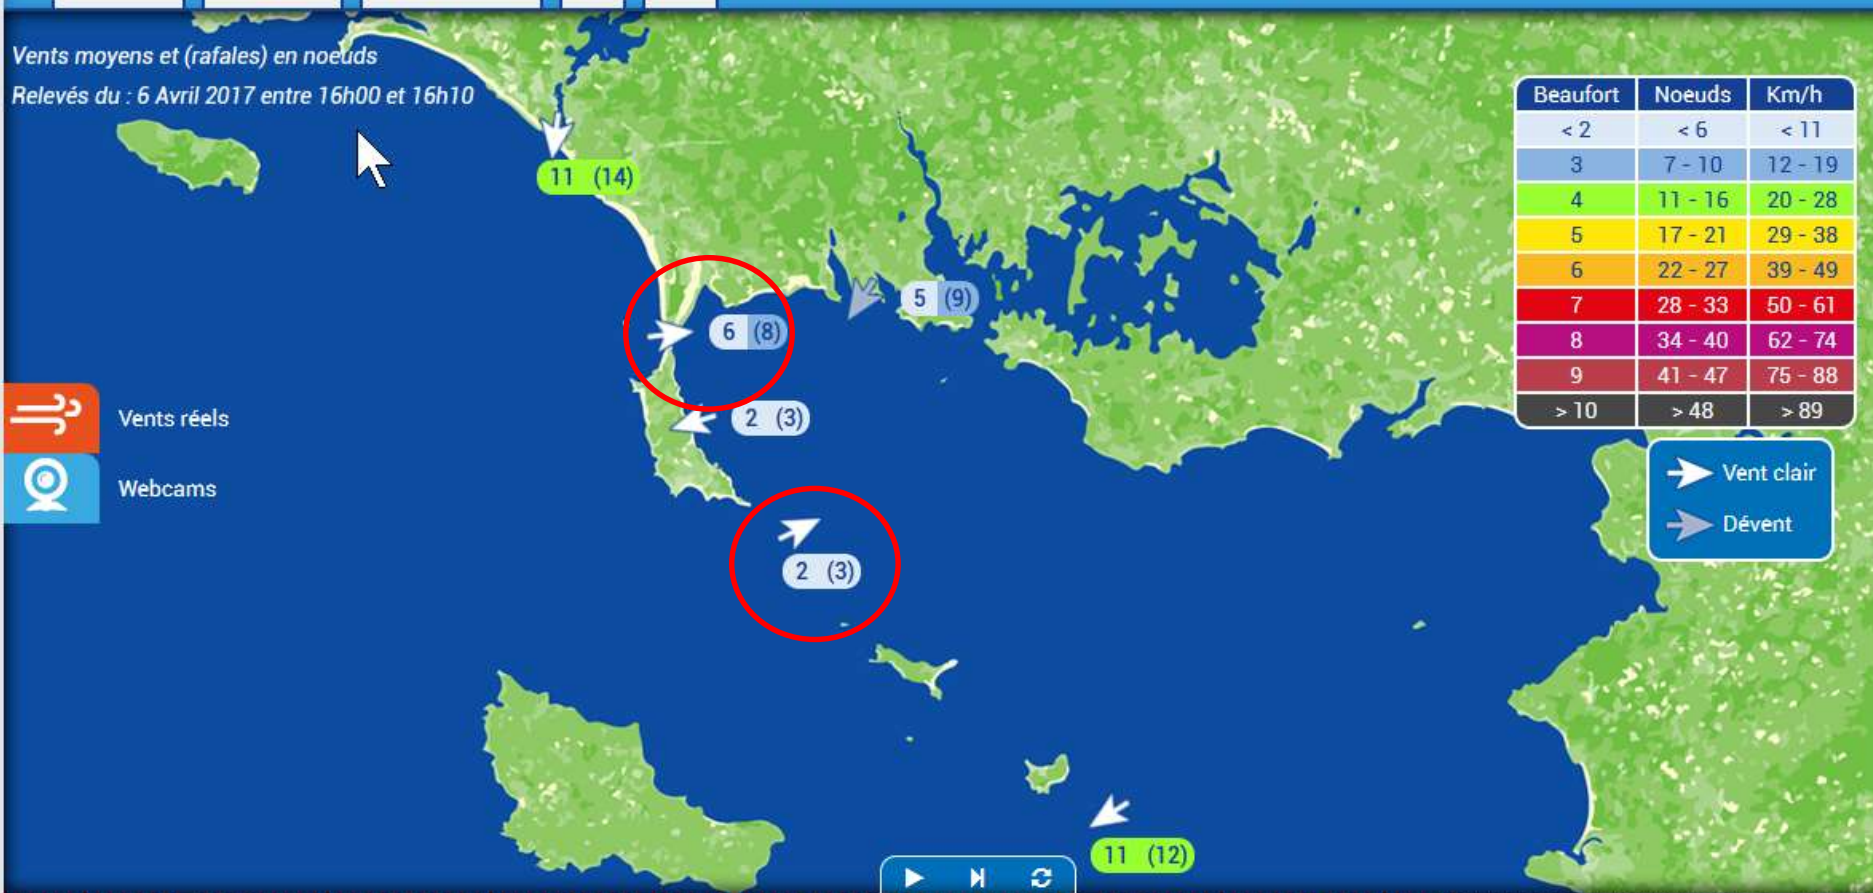 Vents moyens et (rafales) en noeuds
Relevés du : 6 Avril 2017 entre 16h00 et 16h10
Beaufort Noeuds Km/h
< 2 < 6 < 11
3 7 - 10 12 - 19
4 11 - 16 20 - 28
5 17 - 21 29 - 38
6 22 - 27 39 - 49
7 28 - 33 50 - 61
8 34 - 40 62 - 74
9 41 - 47 75 - 88
> 10 > 48 > 89
11 (14)
5 (9)
6 (8)
2 (3)
Vents réels
Webcams
Vent clair
Dévent
2 (3)
11 (12)